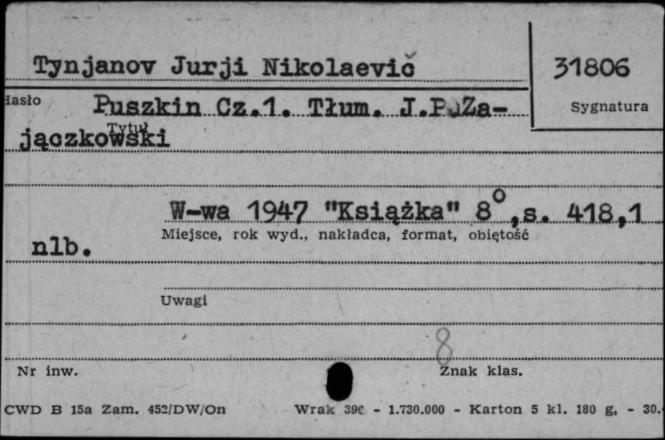 Tynjanov Jurji Nikolaevič 31806
Hasło Puszkin Cz.1. Tłum. J.P.Za- Sygnatura
Tytuł
jączkowski
W-wa 1947 "Książka" 8°,s. 418,1
Miejsce, rok wyd., nakładca, format, objętość
nlb.
Uwagi
8
Nr inw. Znak klas.
CWD B 15a Zam. 452/DW/On Wrak 39c - 1.730.000 - Karton 5 kl. 180 g, - 30.